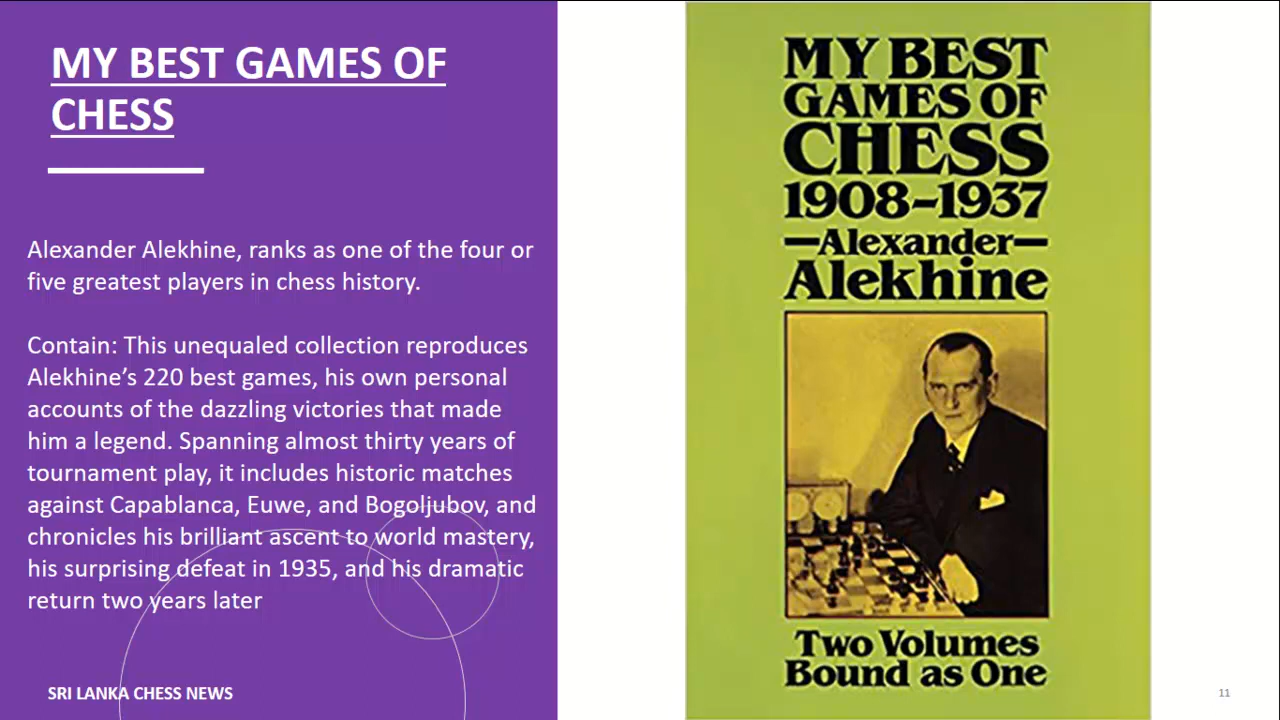 MY BEST GAMES OF
CHESS
Alexander Alekhine, ranks as one of the four or
five greatest players in chess history.
Contain: This unequaled collection reproduces
Alekhine’s 220 best games, his own personal
accounts of the dazzling victories that made
him a legend. Spanning almost thirty years of
tournament play, it includes historic matches
against Capablanca, Euwe, and Bogoljubov, and
chronicles his brilliant ascent to world mastery,
his surprising defeat in 1935, and his dramatic
return two years later
SRI LANKA CHESS NEWS
MY BEST
GAMES OF
CHESS
1908–1937
—Alexander—
Alekhine
Two Volumes
Bound as One
11